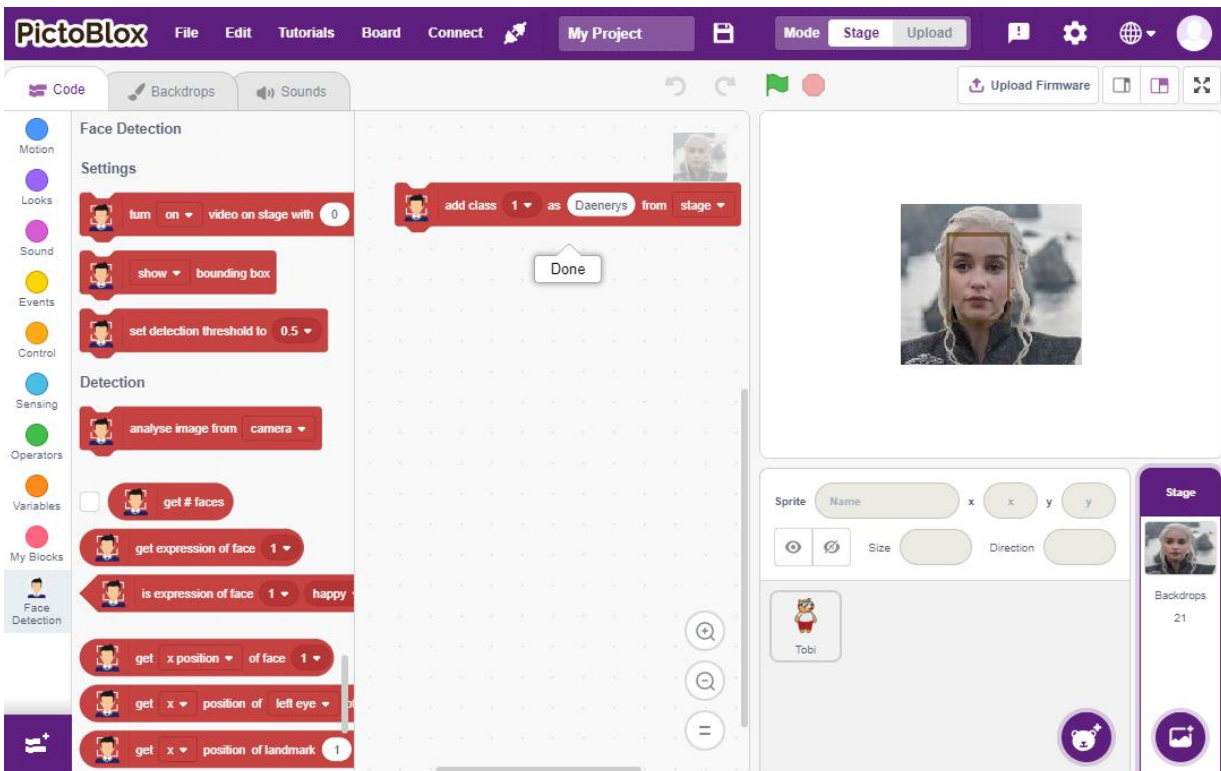 PictoBlox File Edit Tutorials Board Connect My Project Mode Stage Upload
Code Backdrops Sounds Upload Firmware
Motion
Looks
Sound
Events
Control
Sensing
Operators
Variables
My Blocks
Face
Detection
Face Detection
Settings
turn on video on stage with 0
show bounding box
set detection threshold to 0.5
Detection
analyse image from camera
get # faces
get expression of face 1
is expression of face 1 happy
get x position of face 1
get x position of left eye
get x position of landmark 1
add class 1 as Daenerys from stage
Done
Sprite Name x x y y
Size Direction
Tobi
Stage
Backdrops
21